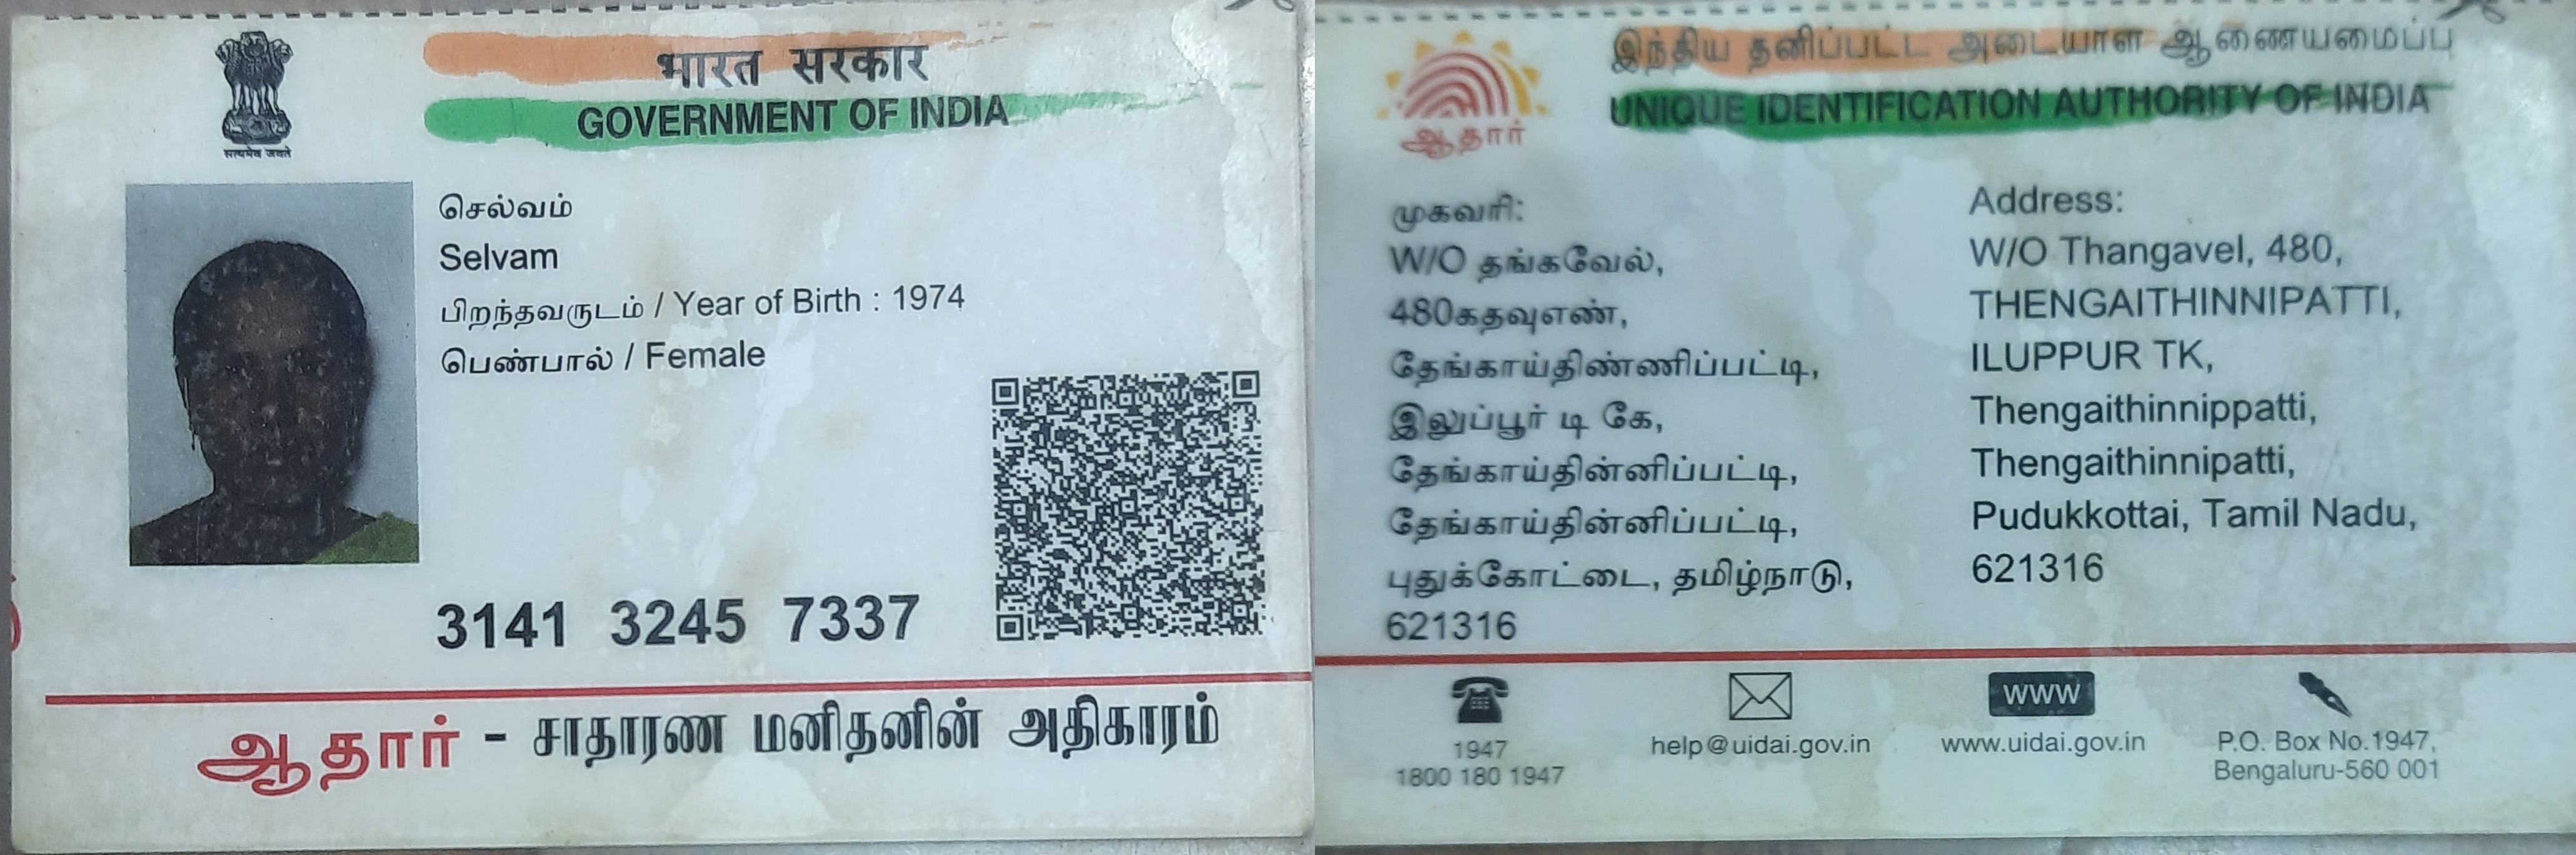 भारत सरकार
GOVERNMENT OF INDIA
सत्यमेव जयते
செல்வம்
Selvam
பிறந்தவருடம் / Year of Birth : 1974
பெண்பால் / Female
3141 3245 7337
ஆதார் - சாதாரண மனிதனின் அதிகாரம்
இந்திய தனிப்பட்ட அடையாள ஆணையமைப்பு
UNIQUE IDENTIFICATION AUTHORITY OF INDIA
ஆதார்
முகவரி:
W/O தங்கவேல்,
480கதவுஎண்,
தேங்காய்திண்ணிப்பட்டி,
இலுப்பூர் டி கே,
தேங்காய்தின்னிப்பட்டி,
தேங்காய்தின்னிப்பட்டி,
புதுக்கோட்டை, தமிழ்நாடு,
621316
Address:
W/O Thangavel, 480,
THENGAITHINNIPATTI,
ILUPPUR TK,
Thengaithinnippatti,
Thengaithinnipatti,
Pudukkottai, Tamil Nadu,
621316
1947
1800 180 1947
help@uidai.gov.in
www
www.uidai.gov.in
P.O. Box No.1947,
Bengaluru-560 001